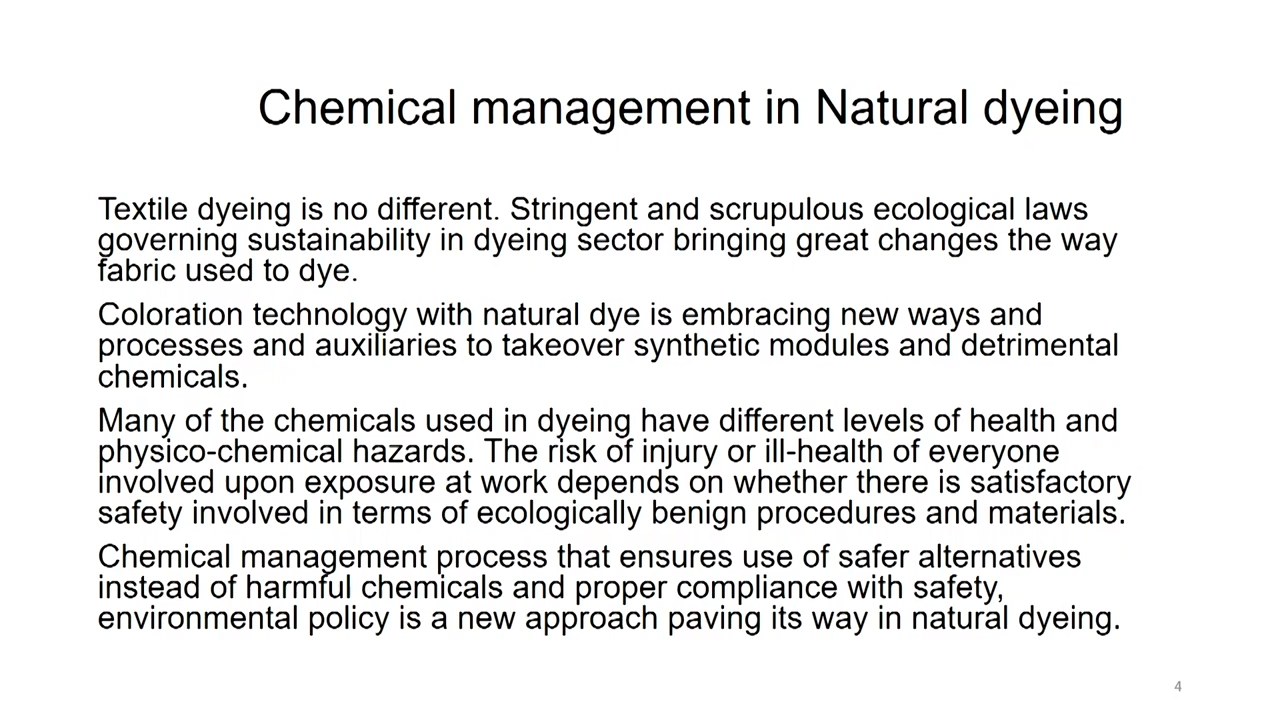 Chemical management in Natural dyeing
Textile dyeing is no different. Stringent and scrupulous ecological laws
governing sustainability in dyeing sector bringing great changes the way
fabric used to dye.
Coloration technology with natural dye is embracing new ways and
processes and auxiliaries to takeover synthetic modules and detrimental
chemicals.
Many of the chemicals used in dyeing have different levels of health and
physico-chemical hazards. The risk of injury or ill-health of everyone
involved upon exposure at work depends on whether there is satisfactory
safety involved in terms of ecologically benign procedures and materials.
Chemical management process that ensures use of safer alternatives
instead of harmful chemicals and proper compliance with safety,
environmental policy is a new approach paving its way in natural dyeing.
4